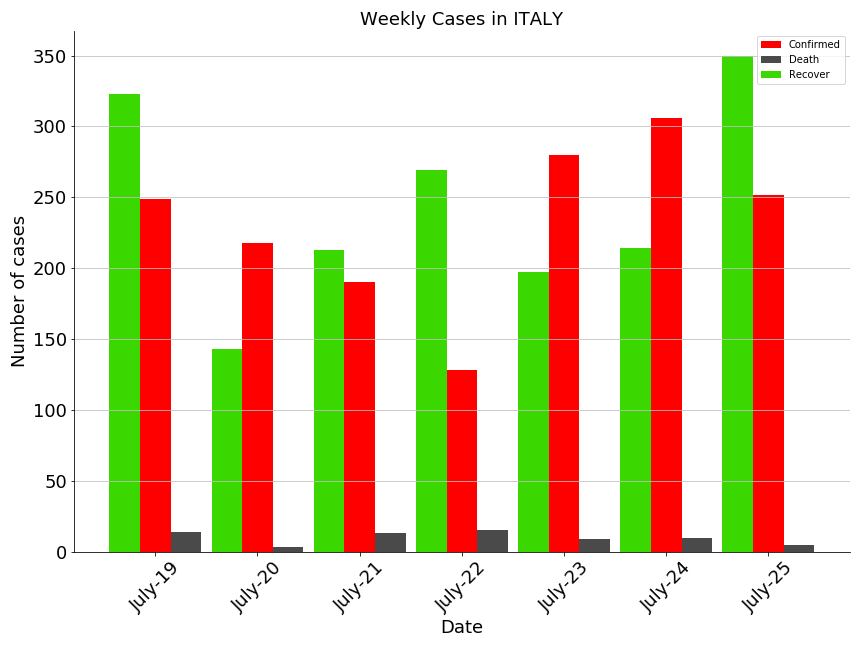 Weekly Cases in ITALY
Confirmed
Death
Recover
Number of cases
350
300
250
200
150
100
50
0
July-19
July-20
July-21
July-22
July-23
July-24
July-25
Date